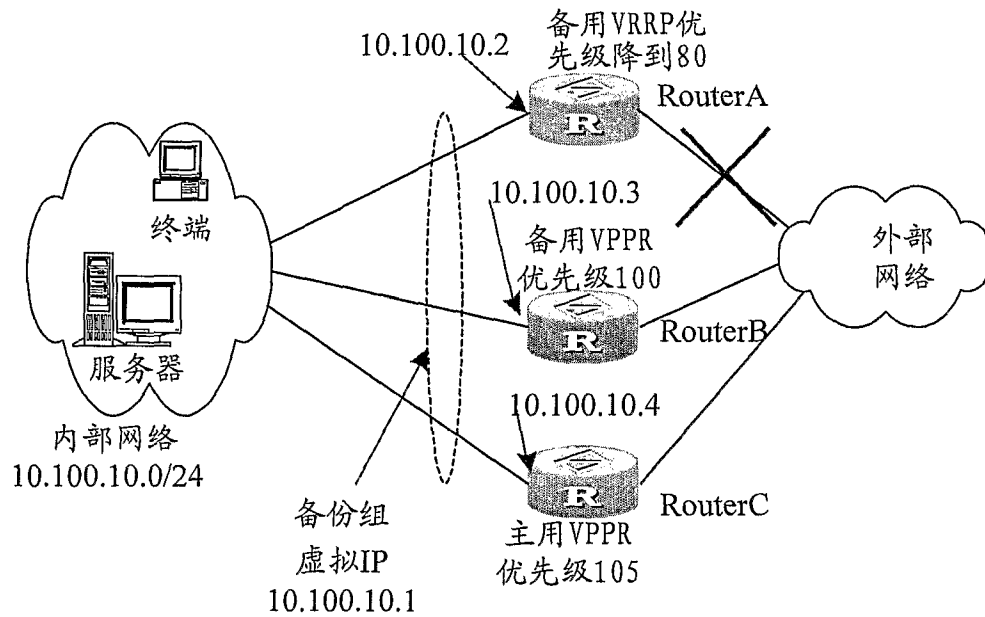 备用VRRP优
先级降到80
10.100.10.2
RouterA
R
10.100.10.3
终端
备用VPPR
优先级100
外部
网络
R
RouterB
服务器
10.100.10.4
内部网络
10.100.10.0/24
R
RouterC
备份组
虚拟IP
10.100.10.1
主用VPPR
优先级105